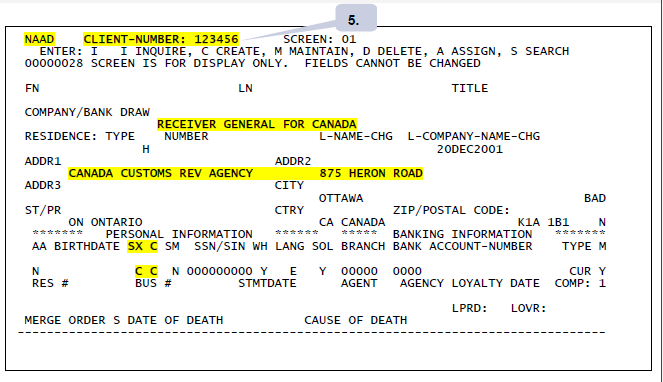 5.
NAAD CLIENT-NUMBER: 123456 SCREEN: 01
ENTER: I I INQUIRE, C CREATE, M MAINTAIN, D DELETE, A ASSIGN, S SEARCH
00000028 SCREEN IS FOR DISPLAY ONLY. FIELDS CANNOT BE CHANGED
FN LN TITLE
COMPANY/BANK DRAW
RECEIVER GENERAL FOR CANADA
RESIDENCE: TYPE NUMBER L-NAME-CHG L-COMPANY-NAME-CHG
H 20DEC2001
ADDR1 ADDR2
CANADA CUSTOMS REV AGENCY 875 HERON ROAD
ADDR3 CITY
OTTAWA BAD
ST/PR CTRY ZIP/POSTAL CODE:
ON ONTARIO CA CANADA K1A 1B1 N
******* PERSONAL INFORMATION ****** ***** BANKING INFORMATION *******
AA BIRTHDATE SX C SM SSN/SIN WH LANG SOL BRANCH BANK ACCOUNT-NUMBER TYPE M
N C C N 000000000 Y E Y 00000 0000 CUR Y
RES # BUS # STMTDATE AGENT AGENCY LOYALTY DATE COMP: 1
LPRD: LOVR:
MERGE ORDER S DATE OF DEATH CAUSE OF DEATH